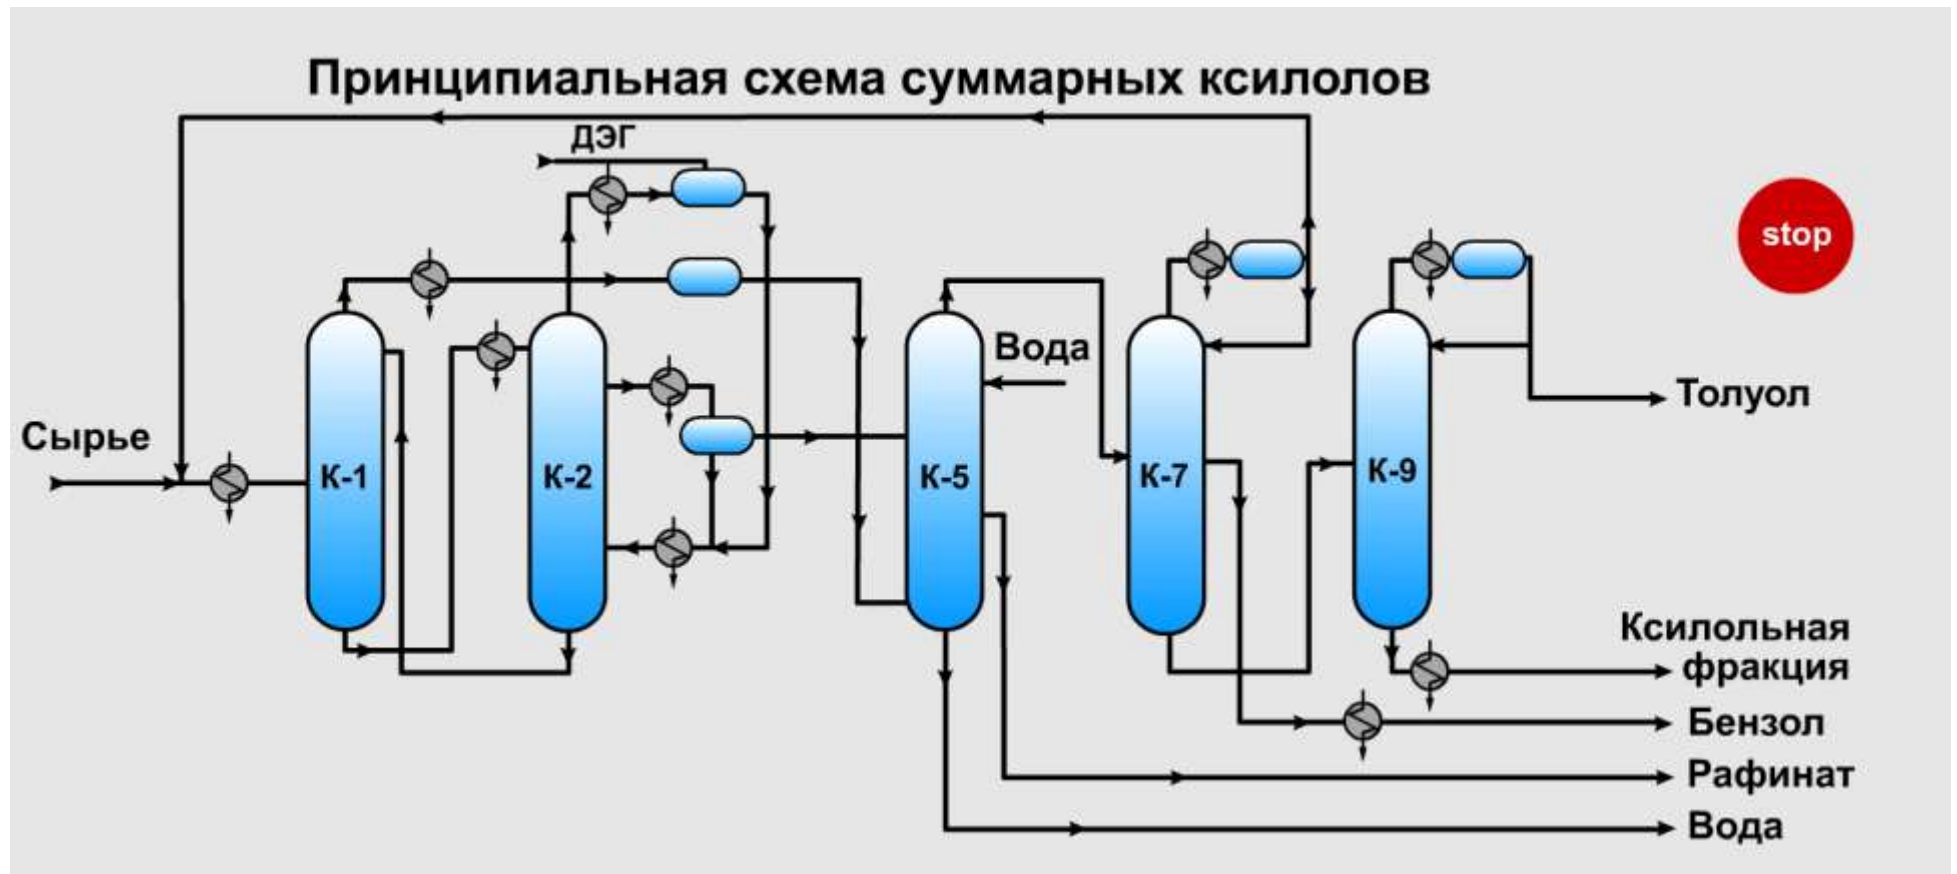 Принципиальная схема суммарных ксилолов
ДЭГ
stop
Вода
Толуол
Сырье
К-1
К-2
К-5
К-7
К-9
Ксилольная
фракция
Бензол
Рафинат
Вода